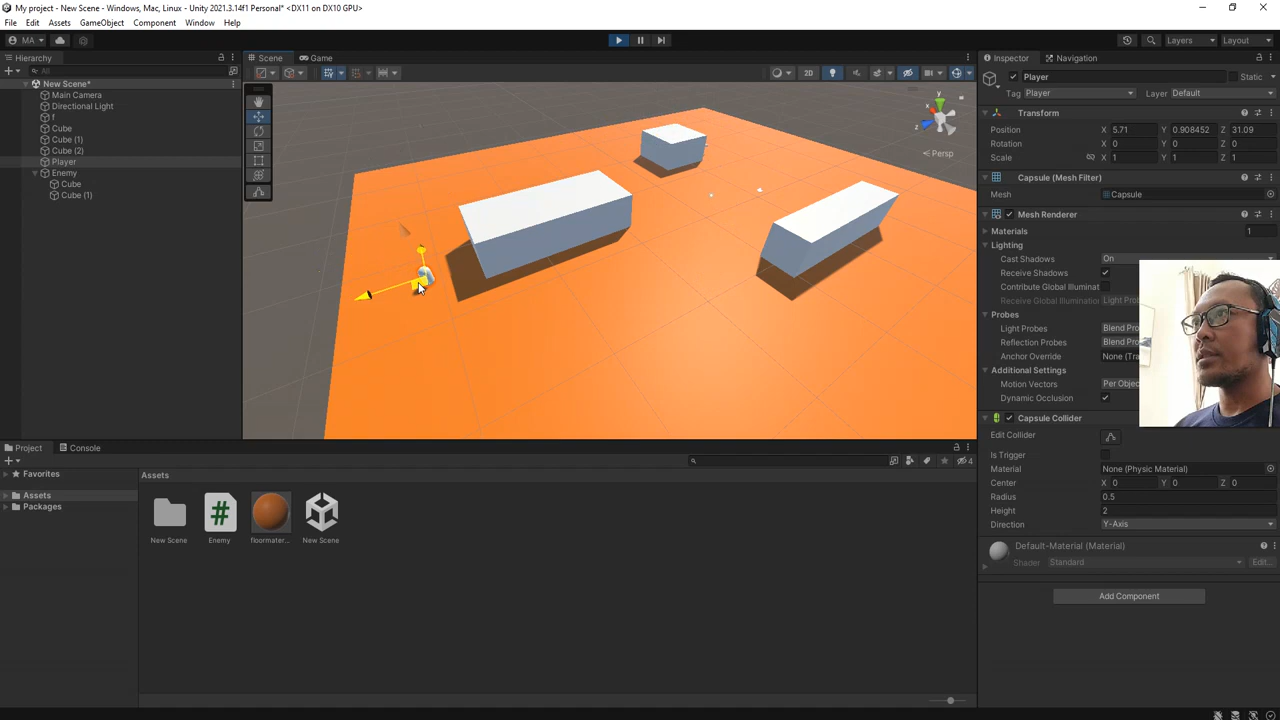 My project - New Scene - Windows, Mac, Linux - Unity 2021.3.14f1 Personal* <DX11 on DX10 GPU>
File Edit Assets GameObject Component Window Help
MA Layers Layout
Hierarchy
All
New Scene*
Main Camera
Directional Light
f
Cube
Cube (1)
Cube (2)
Player
Enemy
Cube
Cube (1)
Scene Game
2D
y
z
Persp
Inspector Navigation
Player Static
Tag Player Layer Default
Transform
Position X 5.71 Y 0.908452 Z 31.09
Rotation X 0 Y 0 Z 0
Scale X 1 Y 1 Z 1
Capsule (Mesh Filter)
Mesh Capsule
Mesh Renderer
Materials 1
Lighting
Cast Shadows On
Receive Shadows
Contribute Global Illuminat
Receive Global Illumination Light Prob
Probes
Light Probes Blend Pro
Reflection Probes Blend Pro
Anchor Override None (Tra
Additional Settings
Motion Vectors Per Objec
Dynamic Occlusion
Capsule Collider
Edit Collider
Is Trigger
Material None (Physic Material)
Center X 0 Y 0 Z 0
Radius 0.5
Height 2
Direction Y-Axis
Default-Material (Material)
Shader Standard Edit...
Add Component
Project Console
4
Favorites
Assets
Packages
Assets
New Scene Enemy floormater... New Scene